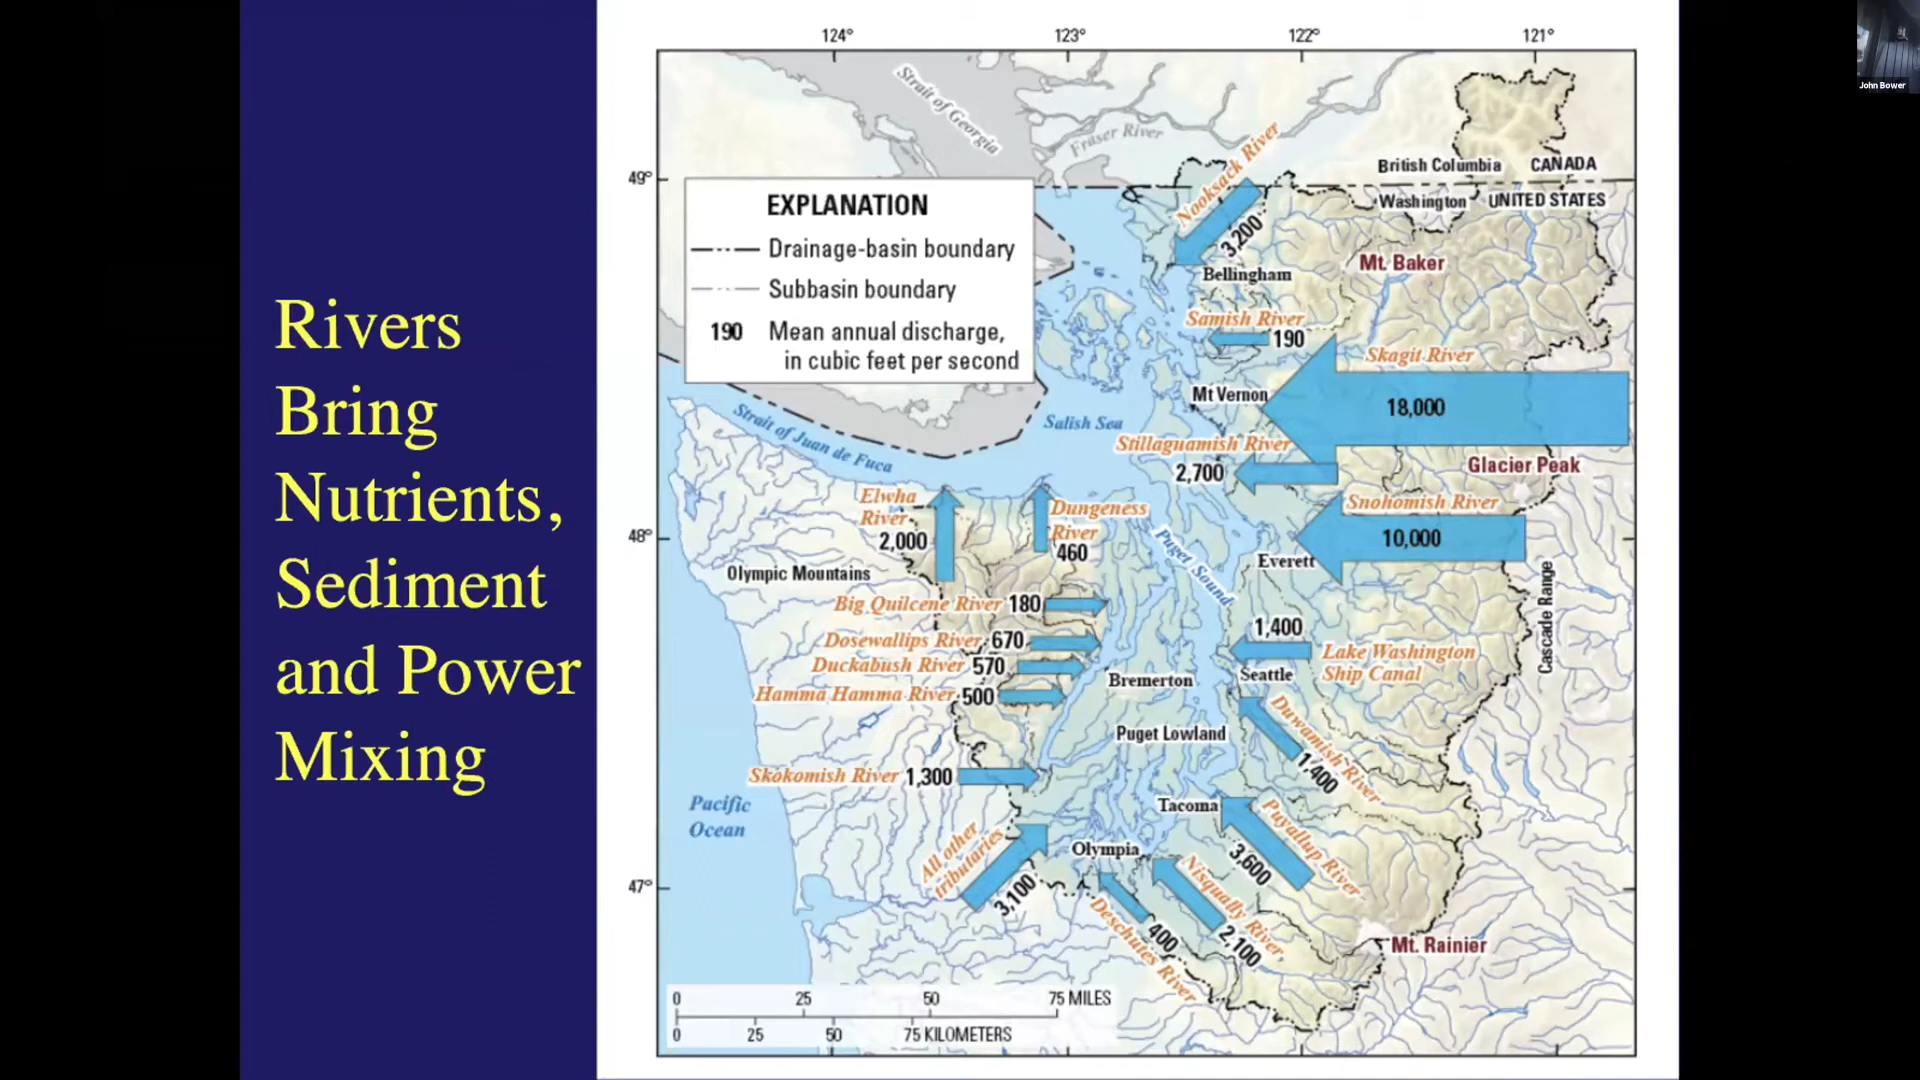 Rivers
Bring
Nutrients,
Sediment
and Power
Mixing
124°
123°
122°
121°
49°
48°
47°
EXPLANATION
Drainage-basin boundary
Subbasin boundary
190 Mean annual discharge,
in cubic feet per second
Strait of Georgia
Fraser River
British Columbia CANADA
Washington UNITED STATES
Nooksack River
3,200
Bellingham
Mt. Baker
Samish River
190
Skagit River
18,000
Mt Vernon
Salish Sea
Strait of Juan de Fuca
Stillaguamish River
2,700
Glacier Peak
Snohomish River
10,000
Everett
Elwha
River
2,000
Dungeness
River
460
Puget Sound
Cascade Range
Olympic Mountains
Big Quilcene River 180
Dosewallips River 670
Duckabush River 570
Hamma Hamma River 500
1,400
Lake Washington
Ship Canal
Seattle
Bremerton
Duwamish River
1,400
Puget Lowland
Skokomish River 1,300
Pacific
Ocean
Tacoma
Puyallup River
3,600
All other
tributaries
3,100
Olympia
Nisqually River
2,100
Deschutes River
400
Mt. Rainier
0 25 50 75 MILES
0 25 50 75 KILOMETERS
John Bower